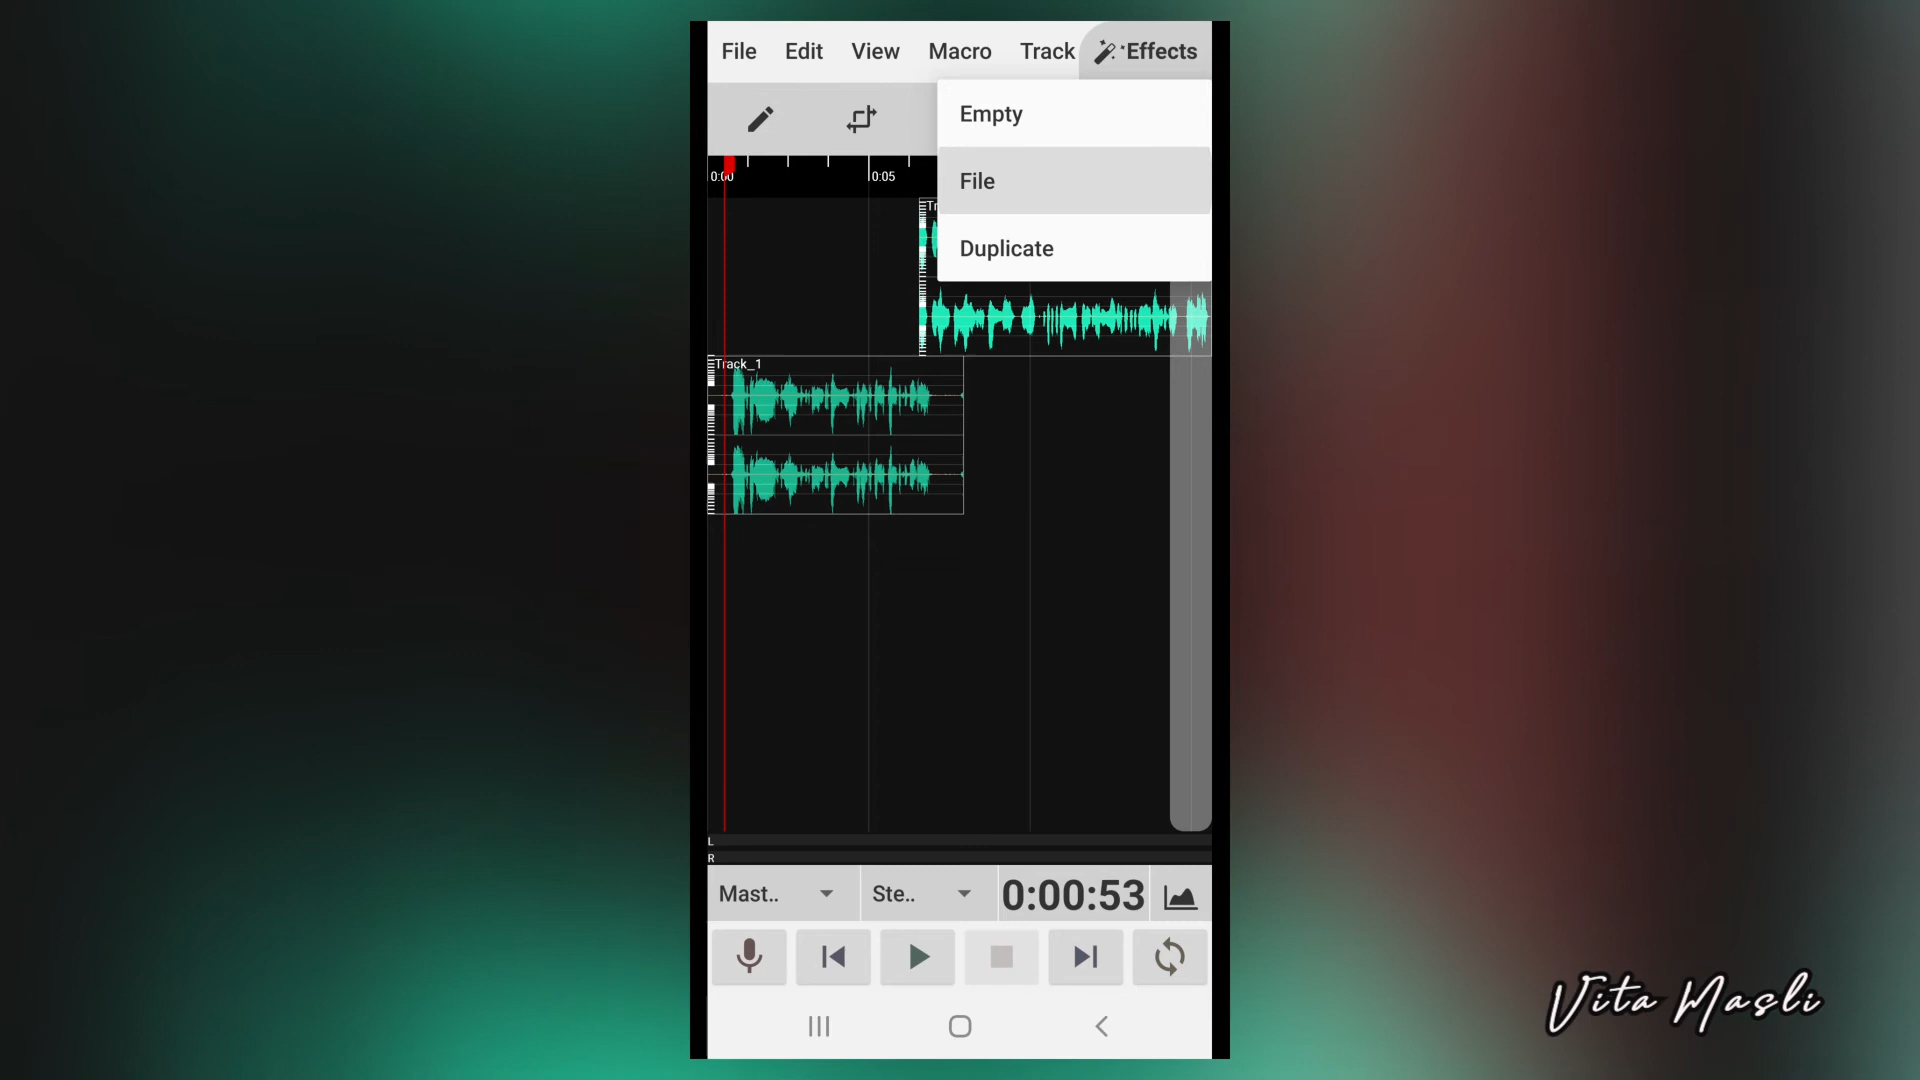 File Edit View Macro Track Effects
Empty
File
Duplicate
0:00 0:05
Tr
Track_1
L
R
Mast.. Ste.. 0:00:53
Vita Masli